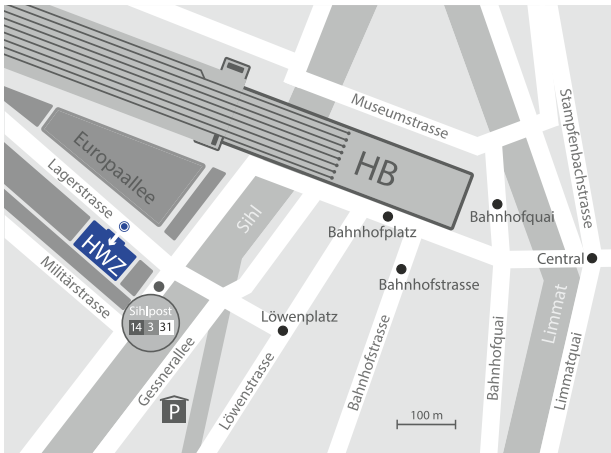 Museumstrasse
Stampfenbachstrasse
Europaallee
HB
Lagerstrasse
Sihl
Bahnhofquai
Bahnhofplatz
HWZ
Central
Militärstrasse
Bahnhofstrasse
Sihlpost
14 3 31
Löwenplatz
Limmat
Gessnerallee
Löwenstrasse
Bahnhofstrasse
Bahnhofquai
Limmatquai
P
100 m